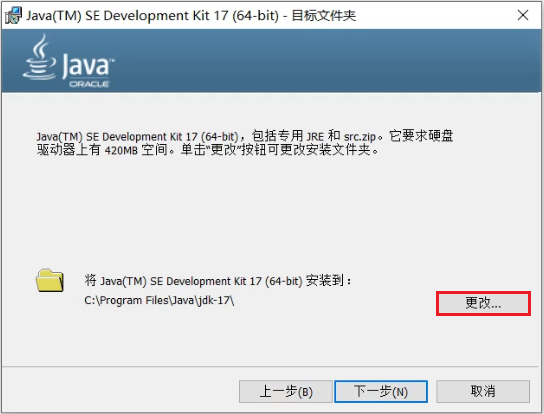 Java(TM) SE Development Kit 17 (64-bit) - 目标文件夹
Java™
ORACLE
Java(TM) SE Development Kit 17 (64-bit)，包括专用 JRE 和 src.zip。它要求硬盘
驱动器上有 420MB 空间。单击“更改”按钮可更改安装文件夹。
将 Java(TM) SE Development Kit 17 (64-bit) 安装到：
C:\Program Files\Java\jdk-17\
更改...
上一步(B)
下一步(N)
取消